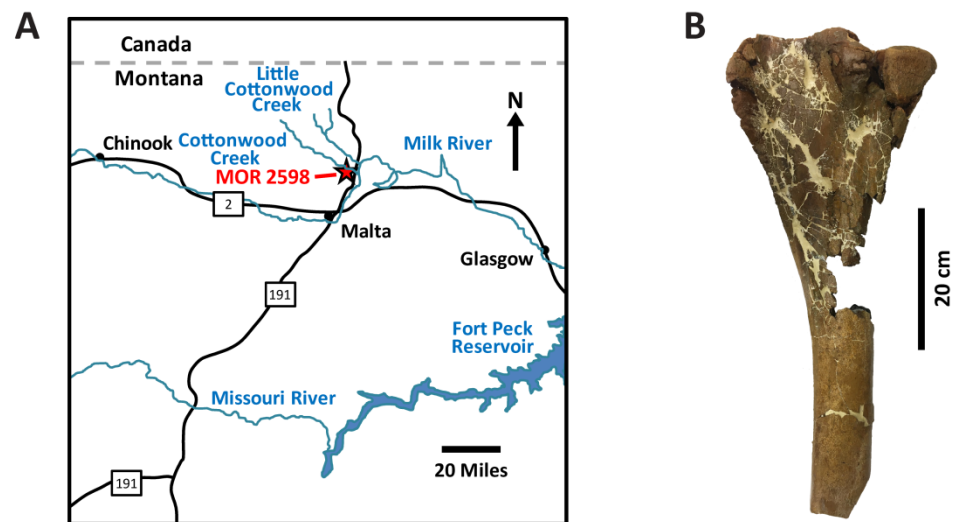 A
B
Canada
Montana
Little
Cottonwood
Creek
N
Chinook
Cottonwood
Creek
Milk River
MOR 2598
2
Malta
Glasgow
191
20 cm
Fort Peck
Reservoir
Missouri River
20 Miles
191